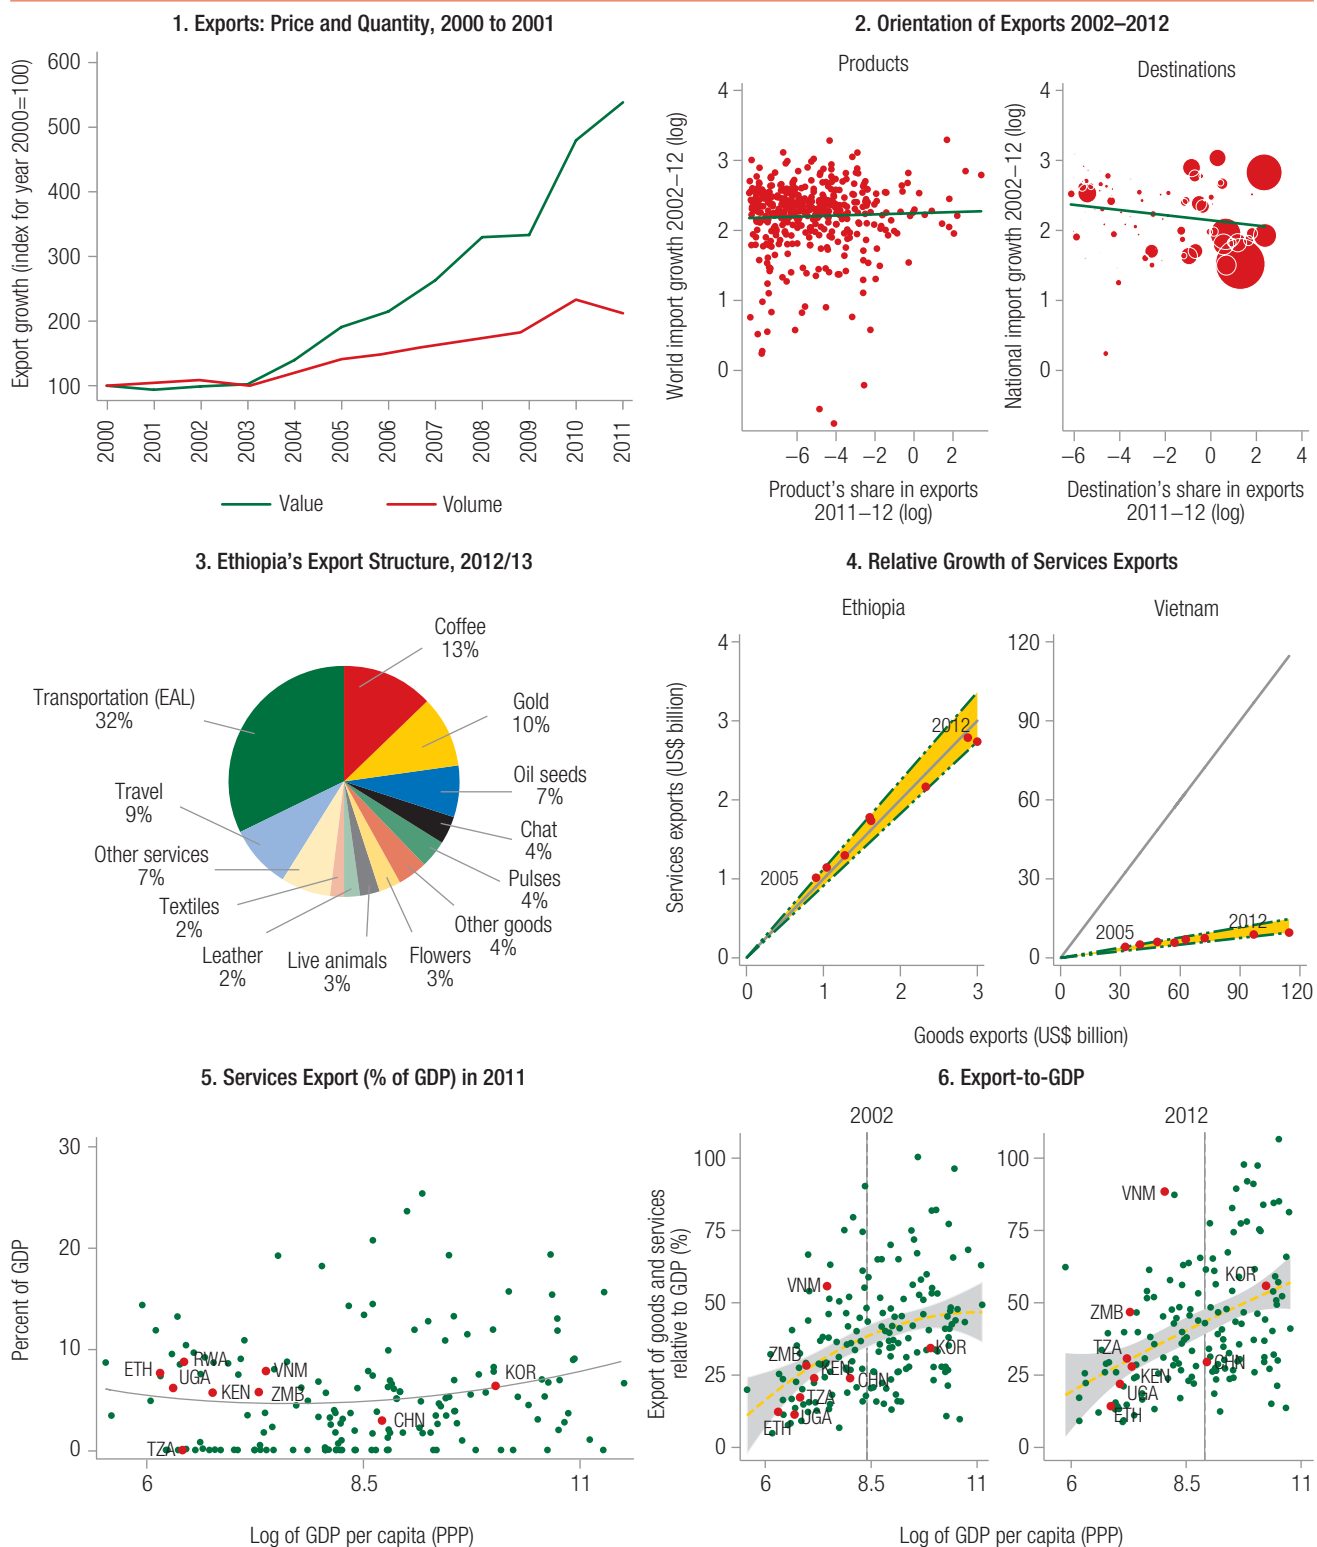 1. Exports: Price and Quantity, 2000 to 2001
Export growth (index for year 2000=100)
600
500
400
300
200
100
2000
2001
2002
2003
2004
2005
2006
2007
2008
2009
2010
2011
Value
Volume
2. Orientation of Exports 2002–2012
Products
World import growth 2002–12 (log)
4
3
2
1
0
–6
–4
–2
0
2
Product's share in exports
2011–12 (log)
Destinations
National import growth 2002–12 (log)
4
3
2
1
0
–6
–4
–2
0
2
4
Destination's share in exports
2011–12 (log)
3. Ethiopia's Export Structure, 2012/13
Coffee
13%
Gold
10%
Oil seeds
7%
Chat
4%
Pulses
4%
Other goods
4%
Flowers
3%
Live animals
3%
Leather
2%
Textiles
2%
Other services
7%
Travel
9%
Transportation (EAL)
32%
4. Relative Growth of Services Exports
Ethiopia
Services exports (US$ billion)
4
3
2
1
0
2012
2005
0
1
2
3
Vietnam
120
90
60
30
0
2005
2012
0
30
60
90
120
Goods exports (US$ billion)
5. Services Export (% of GDP) in 2011
Percent of GDP
30
20
10
0
ETH
RWA
UGA
KEN
VNM
ZMB
KOR
CHN
TZA
6
8.5
11
Log of GDP per capita (PPP)
6. Export-to-GDP
2002
Export of goods and services
relative to GDP (%)
100
75
50
25
0
VNM
ZMB
KEN
CHN
KOR
TZA
UGA
ETH
6
8.5
11
2012
100
75
50
25
0
VNM
KOR
ZMB
TZA
CHN
KEN
UGA
ETH
6
8.5
11
Log of GDP per capita (PPP)